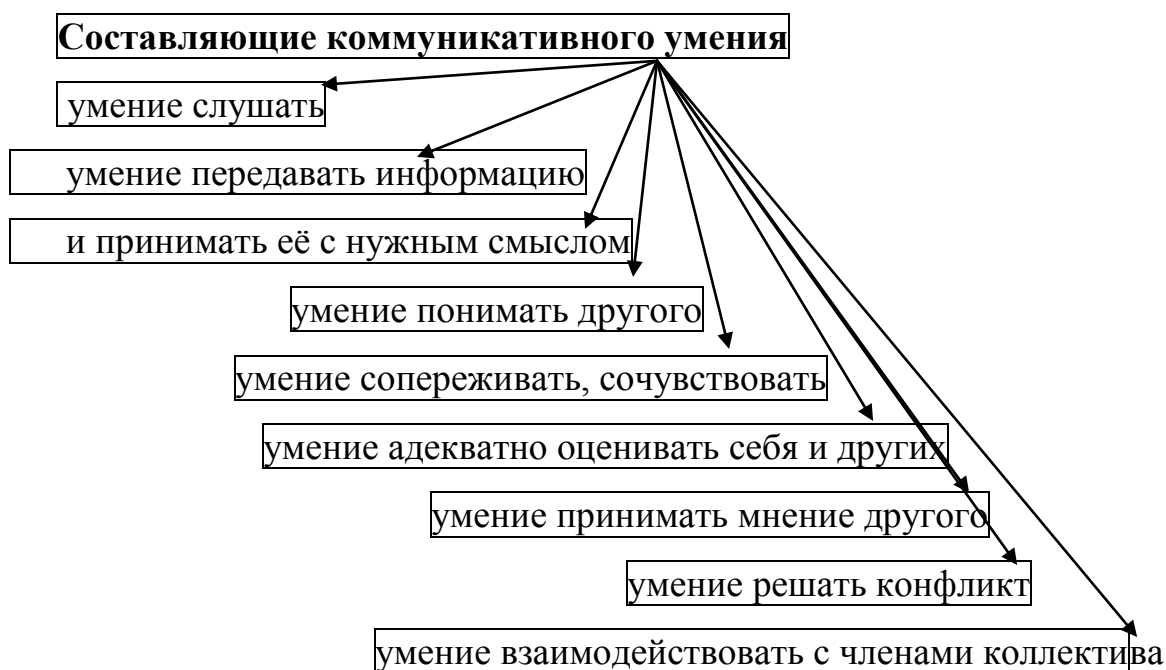 Составляющие коммуникативного умения
умение слушать
умение передавать информацию
и принимать её с нужным смыслом
умение понимать другого
умение сопереживать, сочувствовать
умение адекватно оценивать себя и других
умение принимать мнение другого
умение решать конфликт
умение взаимодействовать с членами коллектива